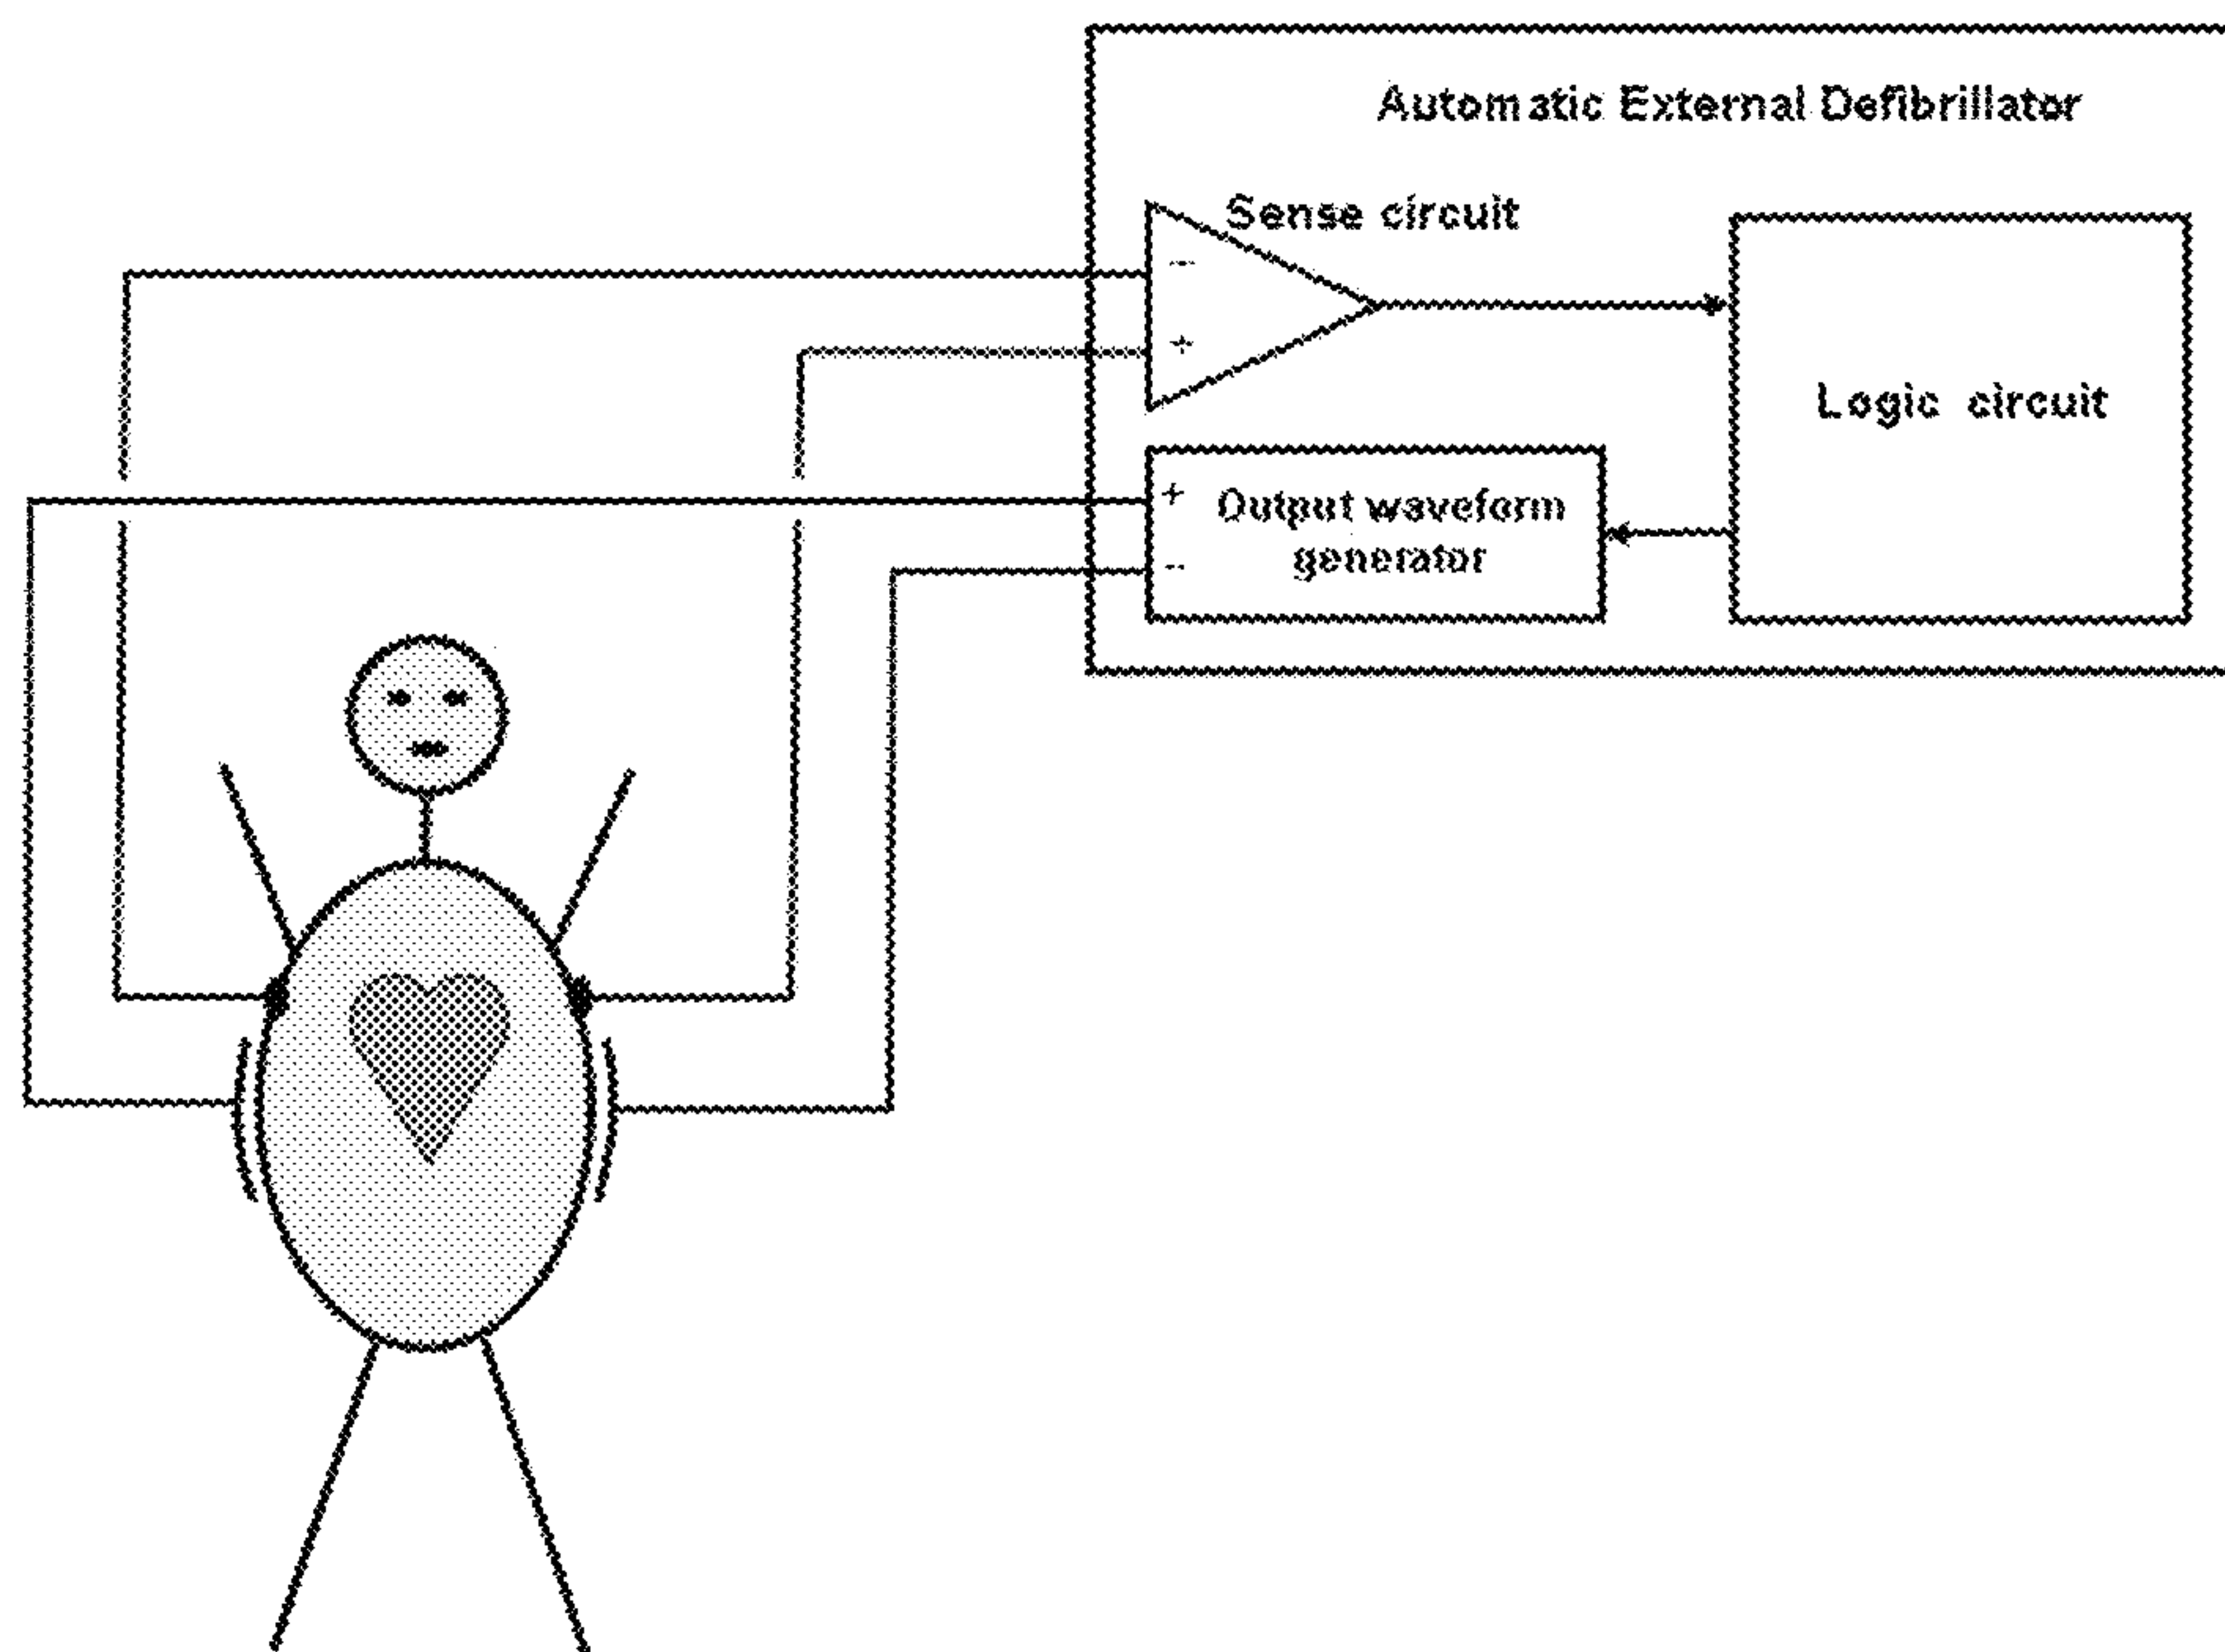 Automatic External Defibrillator
Sense circuit
-
+
Logic circuit
+ Output waveform
generator
-